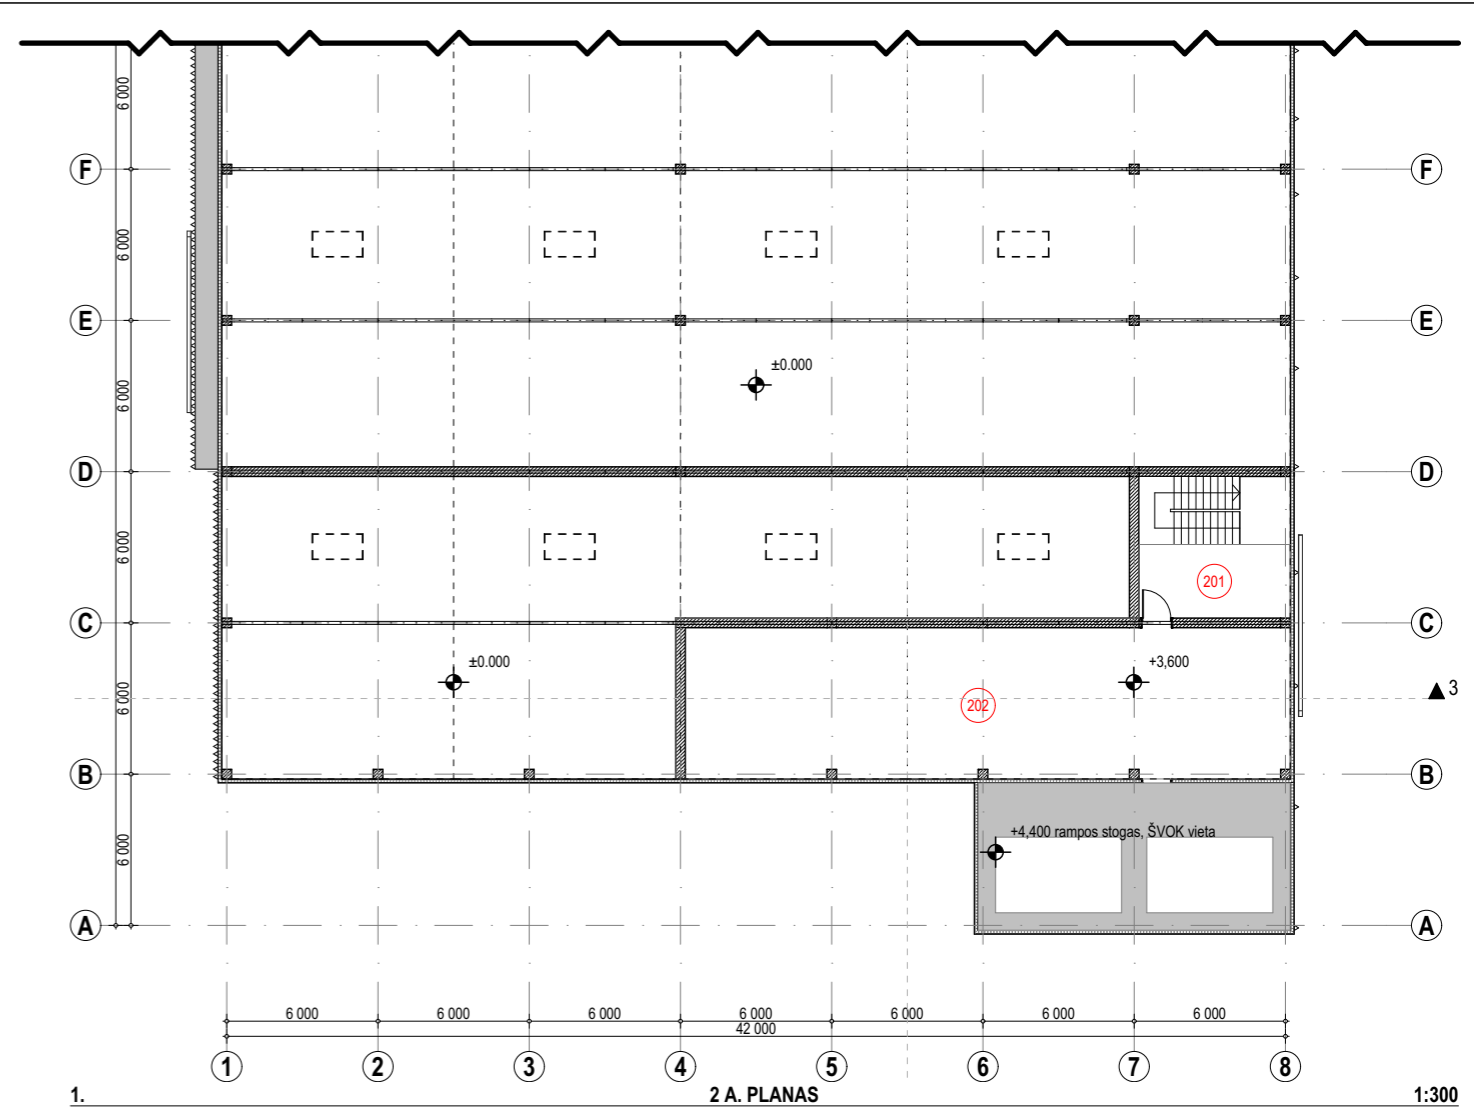 6 000
F F
6 000
E E
±0.000
6 000
D D
6 000
201
C C
±0.000
+3,600
6 000
3
202
B B
+4,400 rampos stogas, ŠVOK vieta
6 000
A A
6 000 6 000 6 000 6 000 6 000 6 000 6 000
42 000
1 2 3 4 5 6 7 8
1. 2 A. PLANAS 1:300